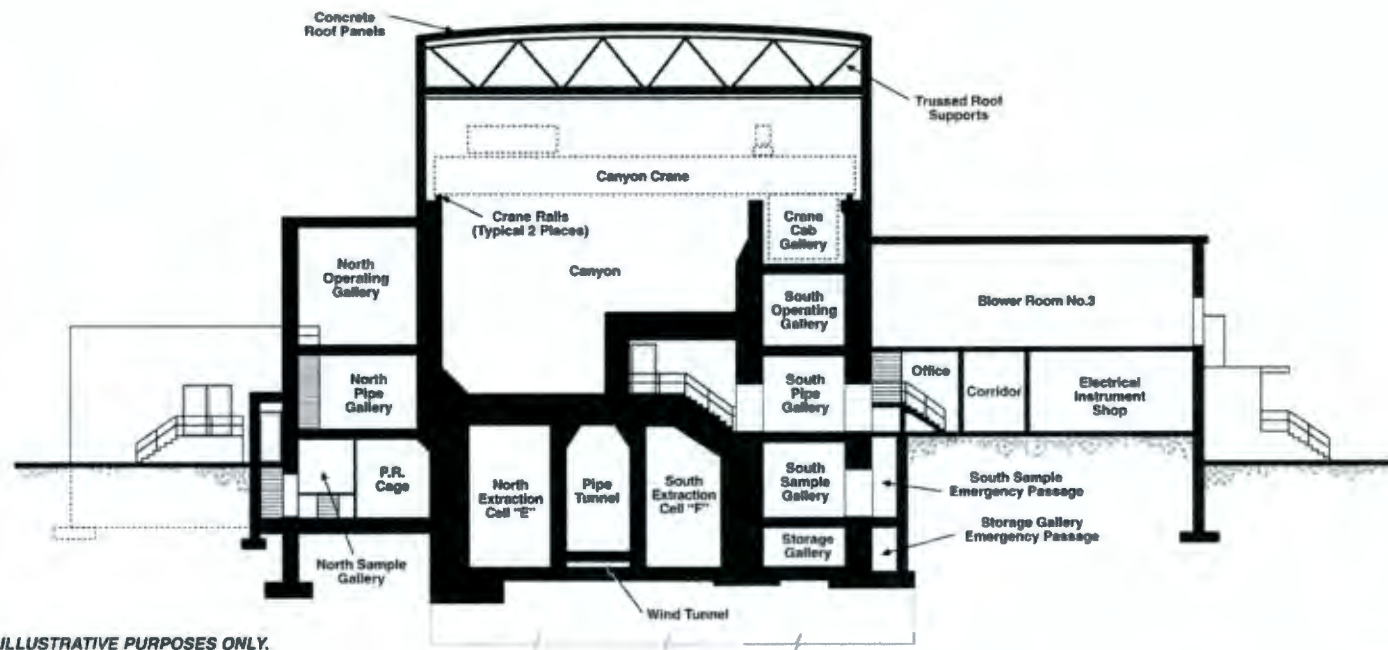 Concrete
Roof Panels
Trussed Roof
Supports
Canyon Crane
Crane Rails
(Typical 2 Places)
Crane
Cab
Gallery
North
Operating
Gallery
Canyon
South
Operating
Gallery
Blower Room No.3
North
Pipe
Gallery
South
Pipe
Gallery
Office
Corridor
Electrical
Instrument
Shop
P.R.
Cage
North
Extraction
Cell "E"
Pipe
Tunnel
South
Extraction
Cell "F"
South
Sample
Gallery
South Sample
Emergency Passage
Storage
Gallery
Storage Gallery
Emergency Passage
North Sample
Gallery
Wind Tunnel
ILLUSTRATIVE PURPOSES ONLY.